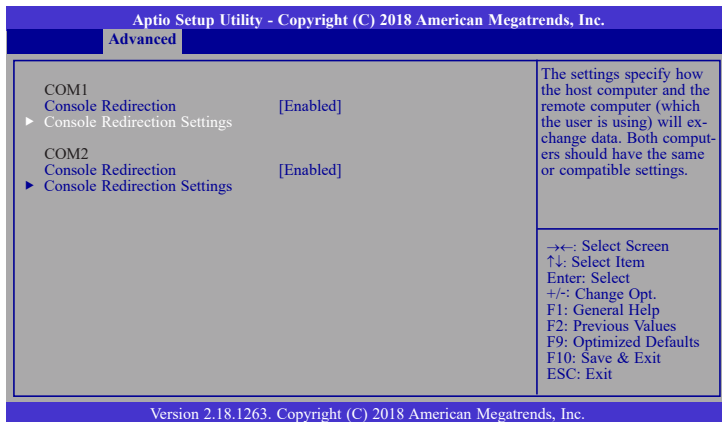 Aptio Setup Utility - Copyright (C) 2018 American Megatrends, Inc.
Advanced
COM1
Console Redirection [Enabled]
► Console Redirection Settings
COM2
Console Redirection [Enabled]
► Console Redirection Settings
The settings specify how
the host computer and the
remote computer (which
the user is using) will ex-
change data. Both comput-
ers should have the same
or compatible settings.
→←: Select Screen
↑↓: Select Item
Enter: Select
+/-: Change Opt.
F1: General Help
F2: Previous Values
F9: Optimized Defaults
F10: Save & Exit
ESC: Exit
Version 2.18.1263. Copyright (C) 2018 American Megatrends, Inc.